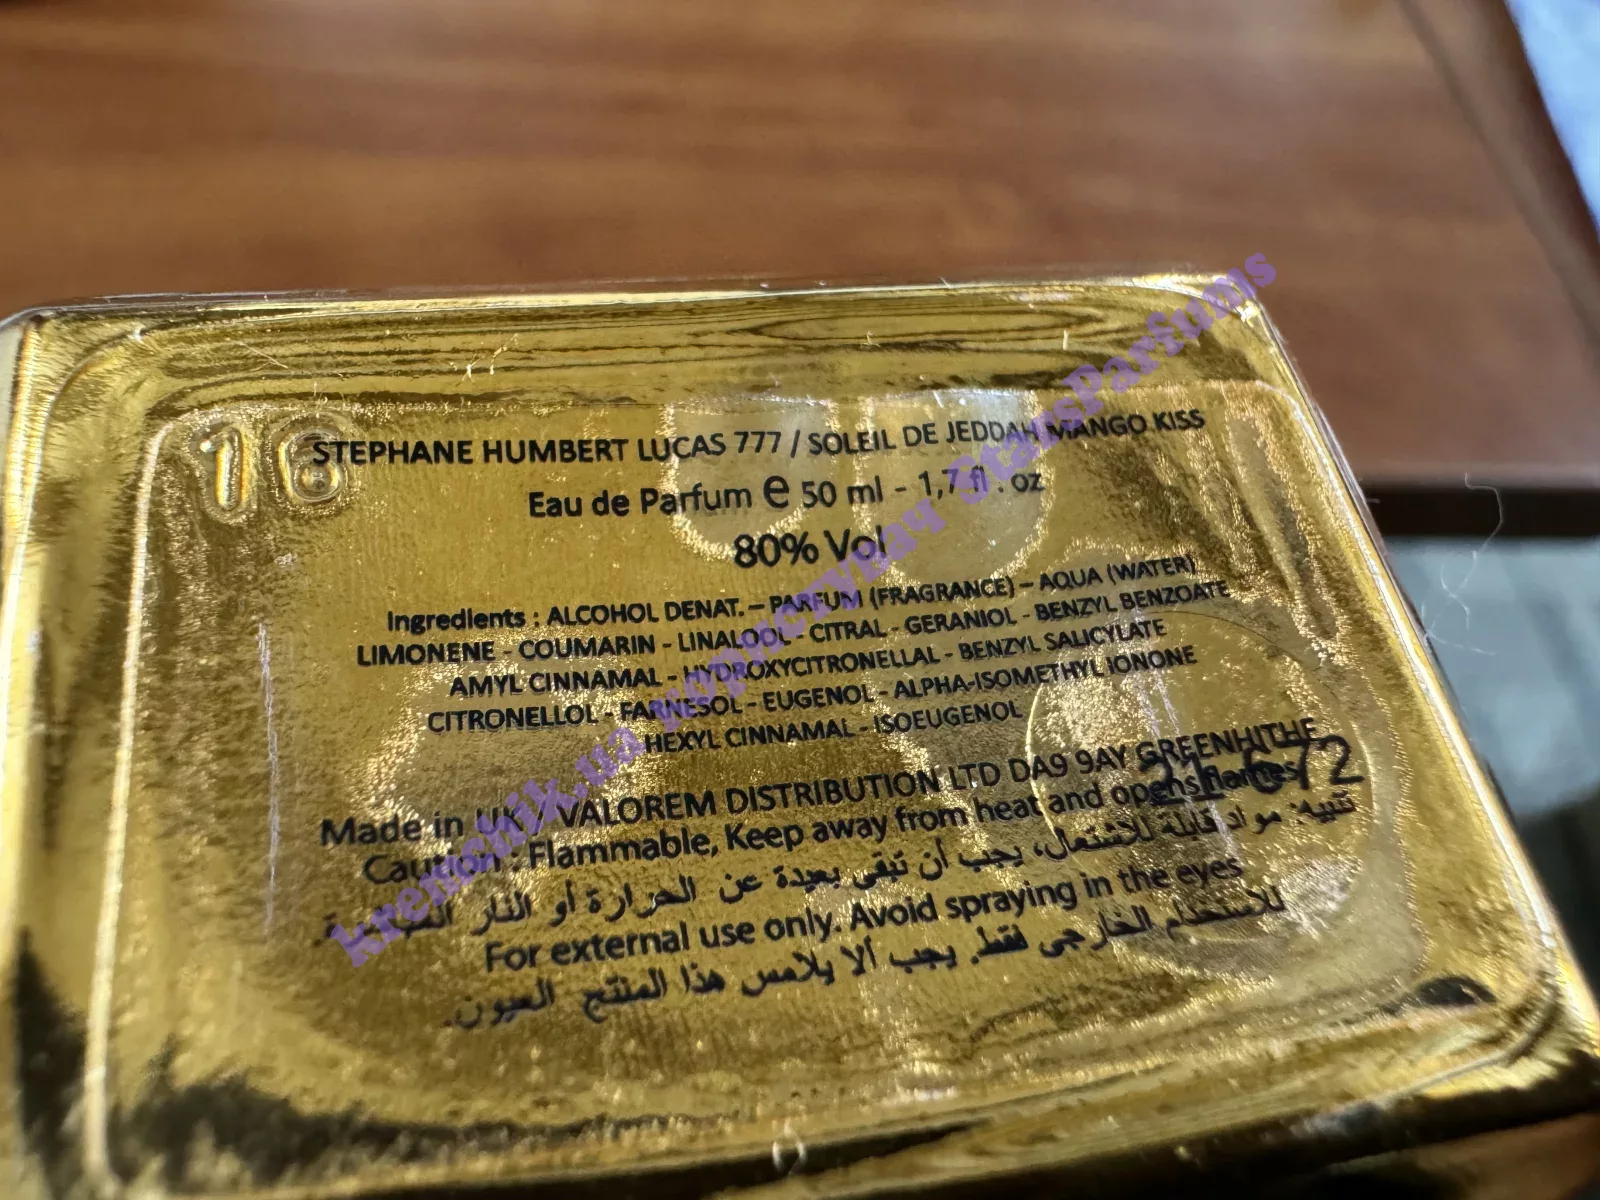 16
STEPHANE HUMBERT LUCAS 777 / SOLEIL DE JEDDAH MANGO KISS
Eau de Parfum e 50 ml - 1,7 fl . oz
80% Vol
Ingredients : ALCOHOL DENAT. – PARFUM (FRAGRANCE) – AQUA (WATER)
LIMONENE - COUMARIN - LINALOOL - CITRAL - GERANIOL - BENZYL BENZOATE
AMYL CINNAMAL - HYDROXYCITRONELLAL - BENZYL SALICYLATE
CITRONELLOL - FARNESOL - EUGENOL - ALPHA-ISOMETHYL IONONE
HEXYL CINNAMAL - ISOEUGENOL
Made in UK / VALOREM DISTRIBUTION LTD DA9 9AY GREENHITHE
Caution : Flammable, Keep away from heat and opens flames
تنبيه: مواد قابلة للاشتعال، يجب أن تبقى بعيدة عن الحرارة أو النار
For external use only. Avoid spraying in the eyes
للاستخدام الخارجي فقط. يجب ألا يلامس هذا المنتج العيون.
kremchik.ua StarsParfums